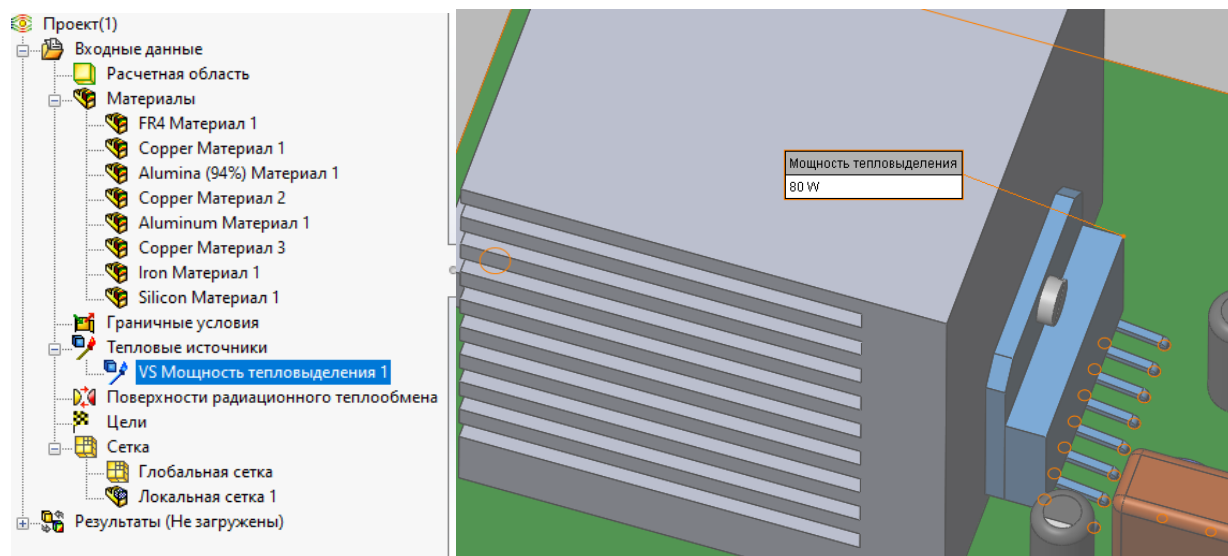 Проект(1)
Входные данные
Расчетная область
Материалы
FR4 Материал 1
Copper Материал 1
Alumina (94%) Материал 1
Copper Материал 2
Aluminum Материал 1
Copper Материал 3
Iron Материал 1
Silicon Материал 1
Граничные условия
Тепловые источники
VS Мощность тепловыделения 1
Поверхности радиационного теплообмена
Цели
Сетка
Глобальная сетка
Локальная сетка 1
Результаты (Не загружены)
Мощность тепловыделения
80 W